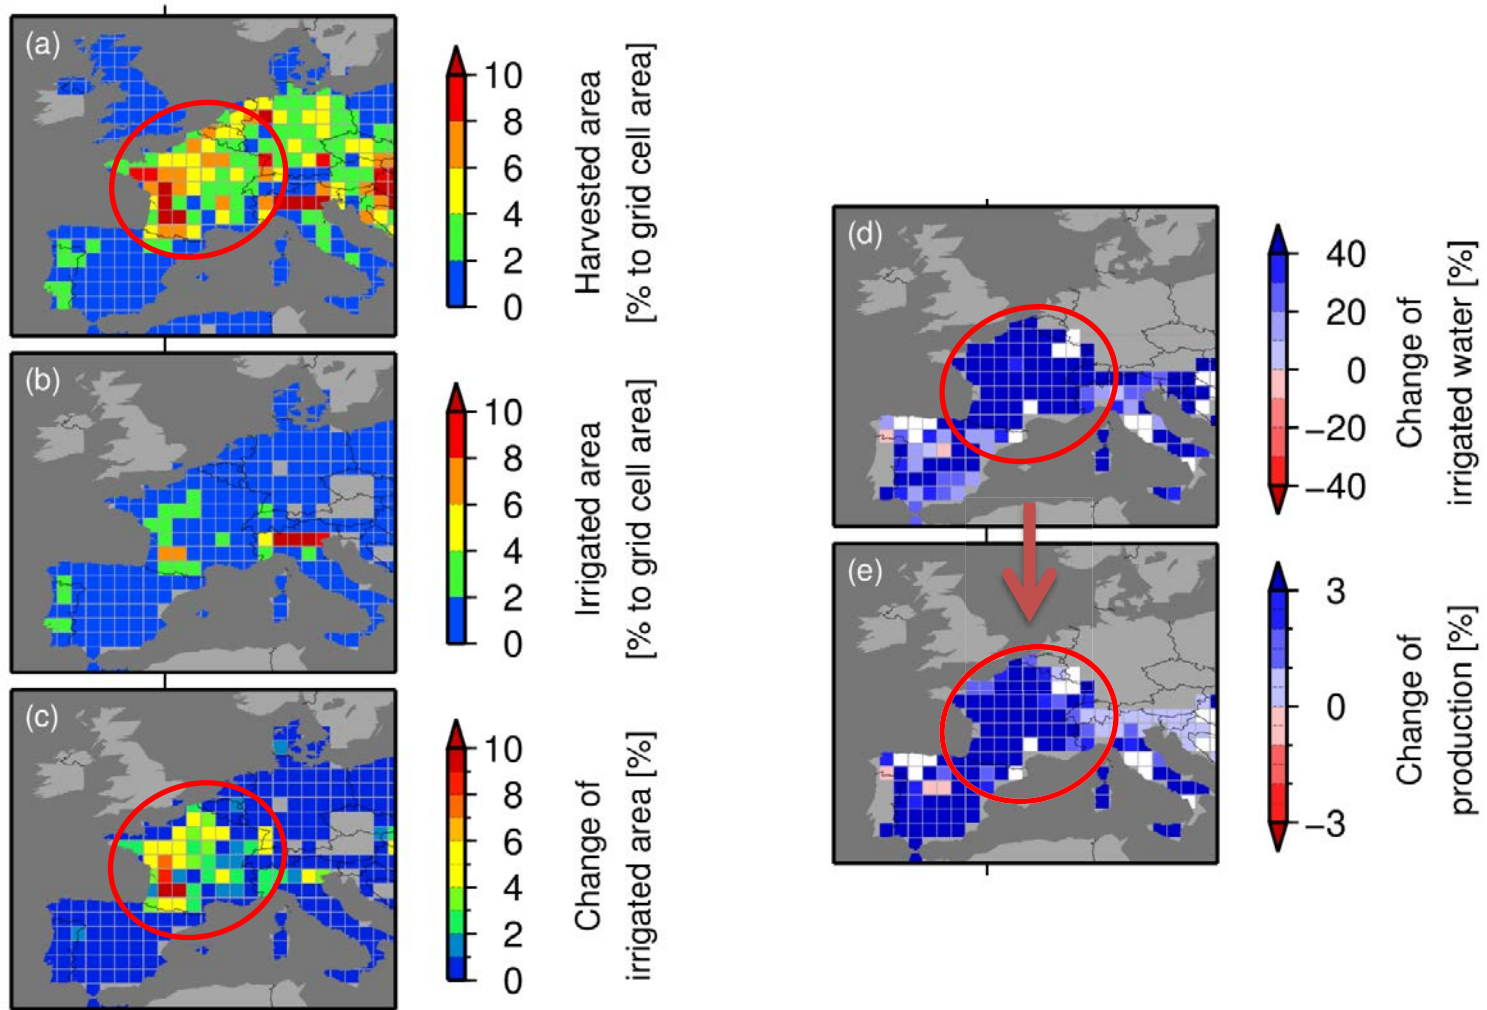 (a)
10
8
6
4
2
0
Harvested area
[% to grid cell area]
(b)
10
8
6
4
2
0
Irrigated area
[% to grid cell area]
(c)
10
8
6
4
2
0
Change of
irrigated area [%]
(d)
40
20
0
−20
−40
Change of
irrigated water [%]
(e)
3
0
−3
Change of
production [%]